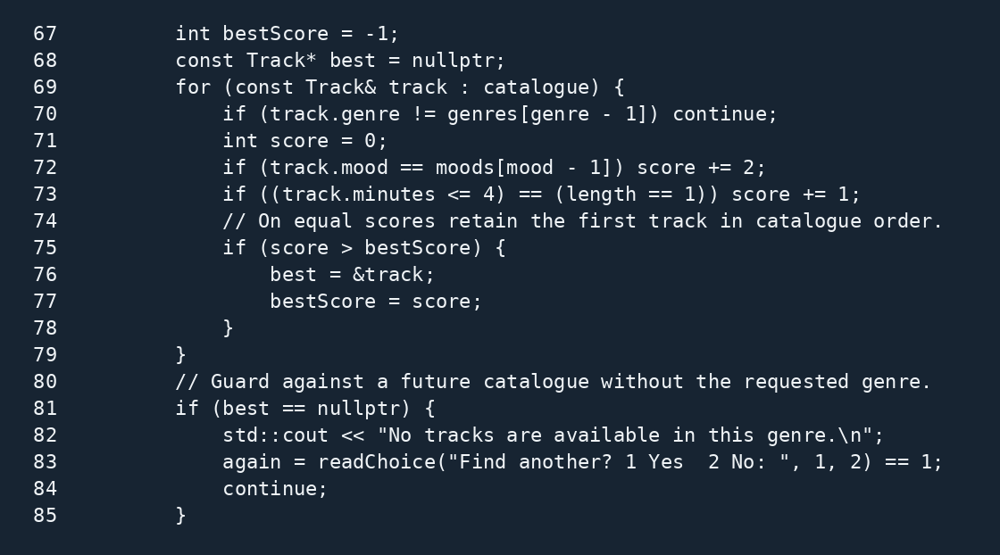 67          int bestScore = -1;
68          const Track* best = nullptr;
69          for (const Track& track : catalogue) {
70              if (track.genre != genres[genre - 1]) continue;
71              int score = 0;
72              if (track.mood == moods[mood - 1]) score += 2;
73              if ((track.minutes <= 4) == (length == 1)) score += 1;
74              // On equal scores retain the first track in catalogue order.
75              if (score > bestScore) {
76                  best = &track;
77                  bestScore = score;
78              }
79          }
80          // Guard against a future catalogue without the requested genre.
81          if (best == nullptr) {
82              std::cout << "No tracks are available in this genre.\n";
83              again = readChoice("Find another? 1 Yes  2 No: ", 1, 2) == 1;
84              continue;
85          }